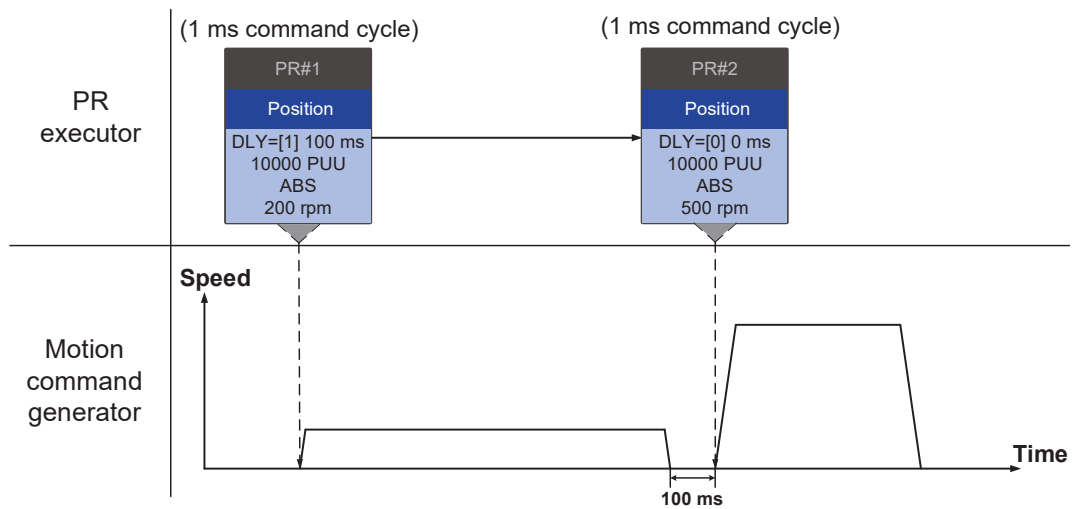 (1 ms command cycle)
(1 ms command cycle)
PR
executor
PR#1
Position
DLY=[1] 100 ms
10000 PUU
ABS
200 rpm
PR#2
Position
DLY=[0] 0 ms
10000 PUU
ABS
500 rpm
Motion
command
generator
Speed
Time
100 ms